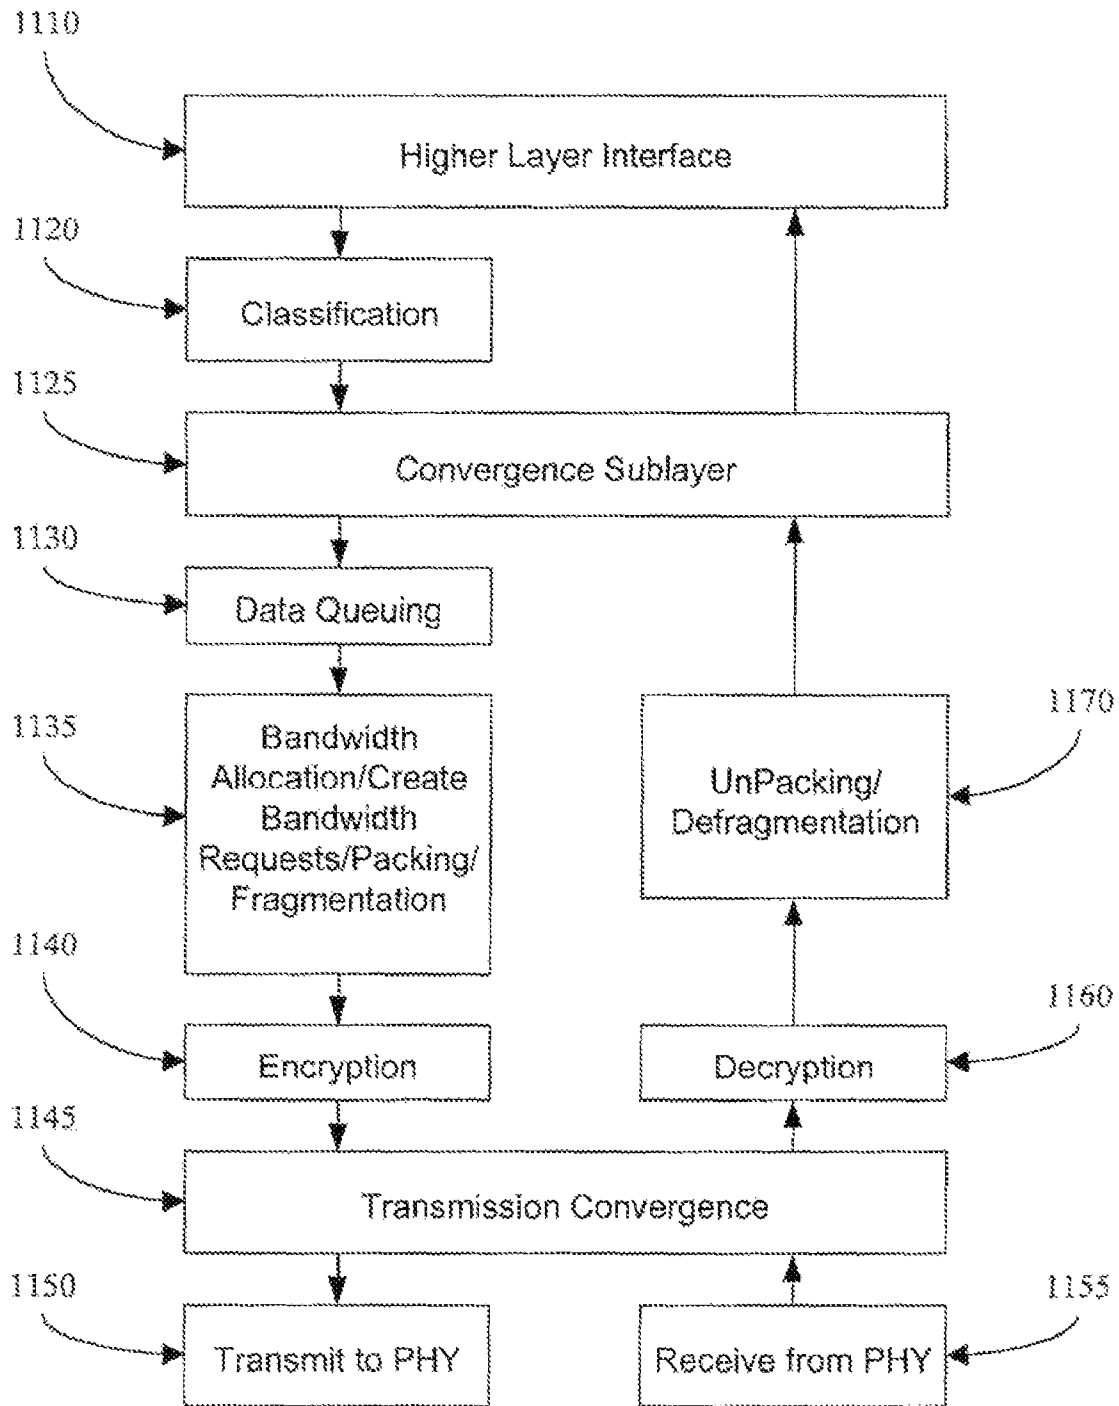 1110
Higher Layer Interface
1120
Classification
1125
Convergence Sublayer
1130
Data Queuing
1135
Bandwidth
Allocation/Create
Bandwidth
Requests/Packing/
Fragmentation
1170
UnPacking/
Defragmentation
1140
Encryption
1160
Decryption
1145
Transmission Convergence
1150
Transmit to PHY
1155
Receive from PHY